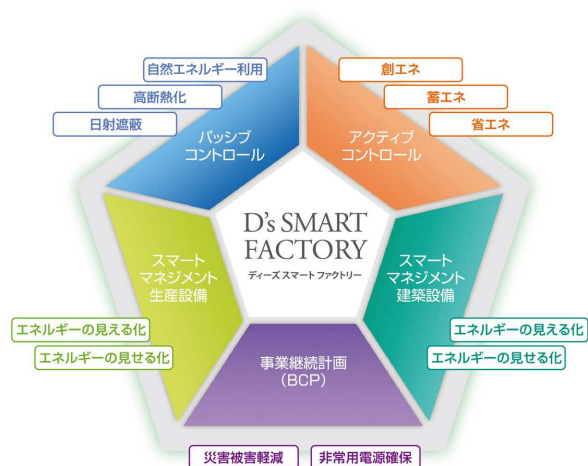 自然エネルギー利用
高断熱化
日射遮蔽
パッシブ
コントロール
創エネ
蓄エネ
省エネ
アクティブ
コントロール
D's SMART
FACTORY
ディーズ スマート ファクトリー
スマート
マネジメント
生産設備
エネルギーの見える化
エネルギーの見せる化
スマート
マネジメント
建築設備
エネルギーの見える化
エネルギーの見せる化
事業継続計画
(BCP)
災害被害軽減
非常用電源確保